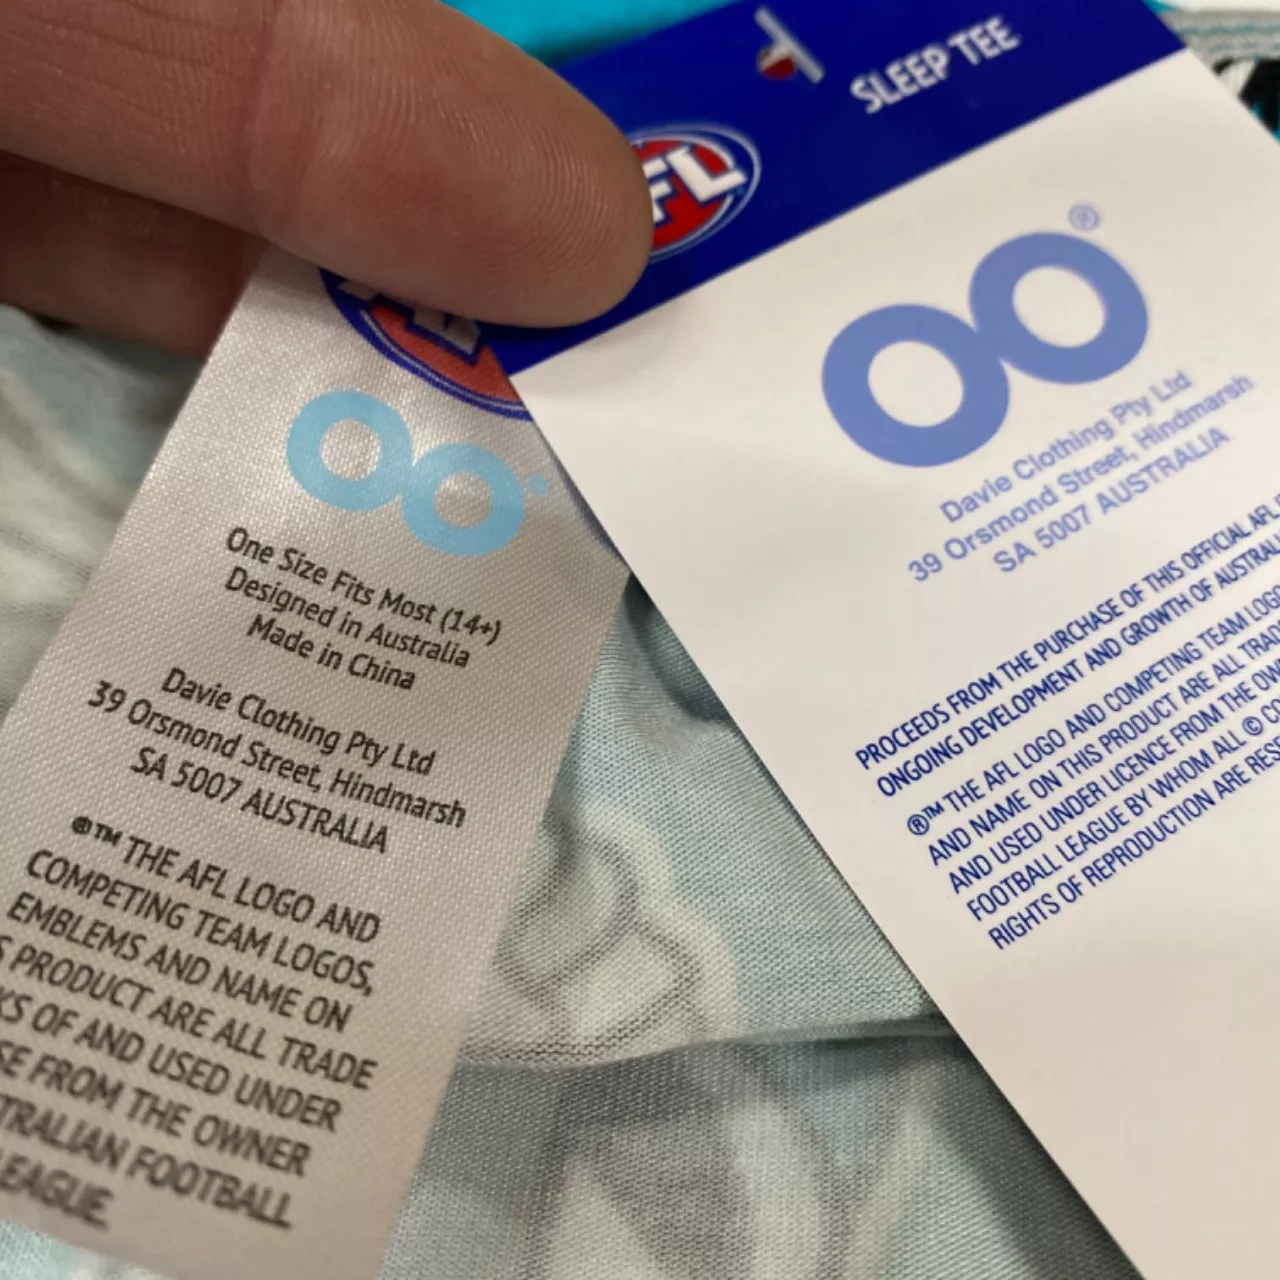 SLEEP TEE
FL
®
Davie Clothing Pty Ltd
39 Orsmond Street, Hindmarsh
SA 5007 AUSTRALIA
PROCEEDS FROM THE PURCHASE OF THIS OFFICIAL AFL
ONGOING DEVELOPMENT AND GROWTH OF
®™ THE AFL LOGO AND COMPETING TEAM
AND NAME ON THIS PRODUCT ARE ALL
AND USED UNDER LICENCE FROM THE
FOOTBALL LEAGUE BY WHOM ALL ©
RIGHTS OF REPRODUCTION ARE
One Size Fits Most (14+)
Designed in Australia
Made in China
Davie Clothing Pty Ltd
39 Orsmond Street, Hindmarsh
SA 5007 AUSTRALIA
®™ THE AFL LOGO AND
COMPETING TEAM LOGOS,
EMBLEMS AND NAME ON
PRODUCT ARE ALL TRADE
OF AND USED UNDER
FROM THE OWNER
FOOTBALL
LEAGUE.